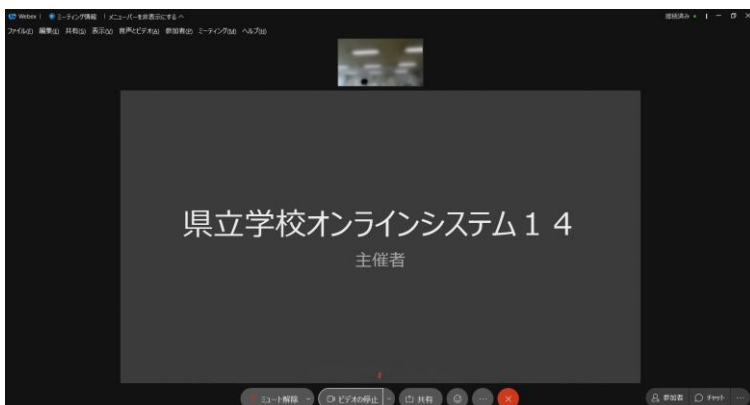 Webex ミーティング情報 メニューバーを非表示にする へ 接続済み
ファイル(F) 編集(E) 共有(S) 表示(V) 音声とビデオ(A) 参加者(P) ミーティング(M) ヘルプ(H)
県立学校オンラインシステム１４
主催者
ミュート解除 ビデオの停止 共有 参加者 チャット